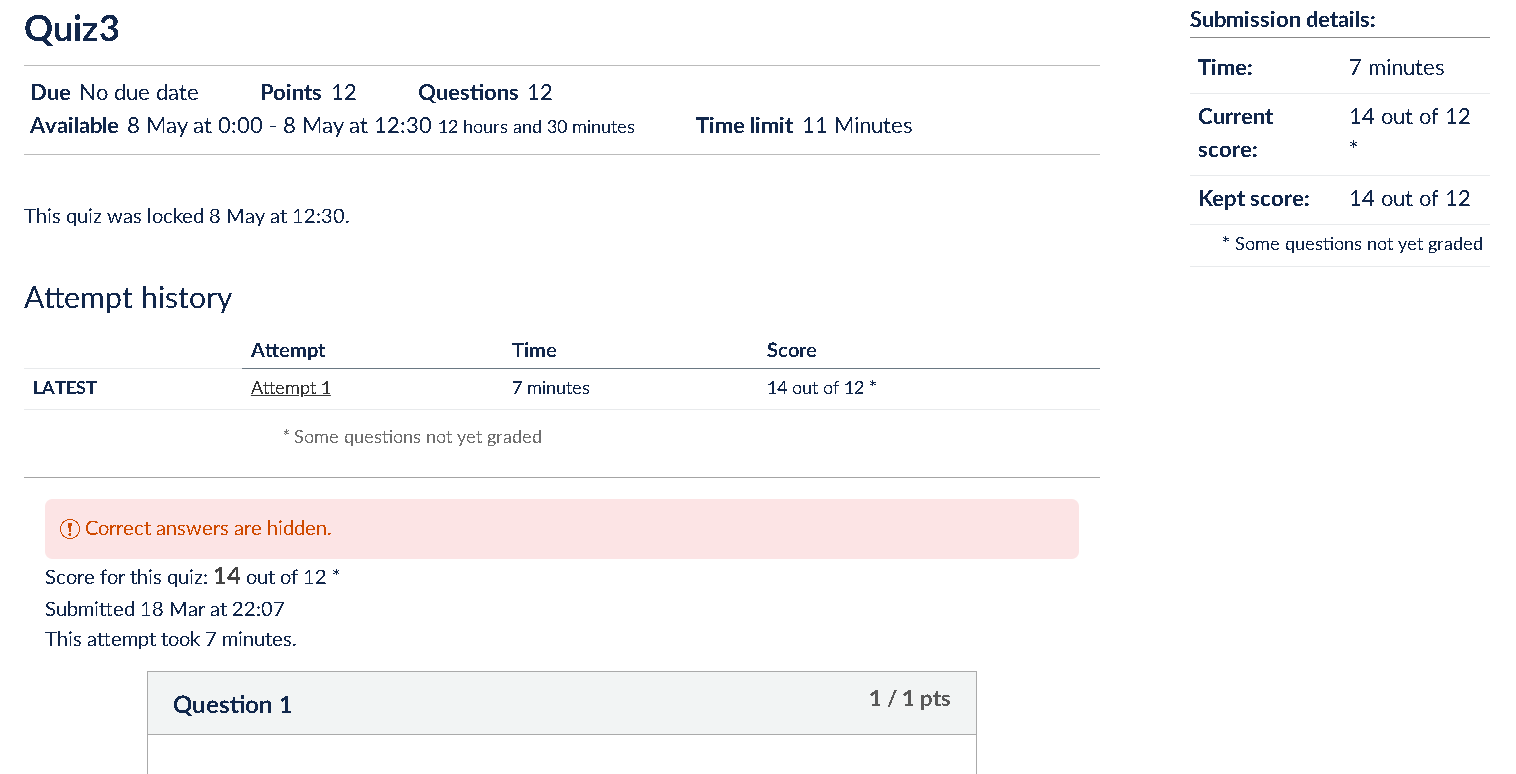 Quiz3
Due No due date Points 12 Questions 12
Available 8 May at 0:00 - 8 May at 12:30 12 hours and 30 minutes Time limit 11 Minutes
This quiz was locked 8 May at 12:30.
Attempt history
Attempt Time Score
LATEST Attempt 1 7 minutes 14 out of 12 *
* Some questions not yet graded
Correct answers are hidden.
Score for this quiz: 14 out of 12 *
Submitted 18 Mar at 22:07
This attempt took 7 minutes.
Question 1 1 / 1 pts
Submission details:
Time: 7 minutes
Current 14 out of 12
score: *
Kept score: 14 out of 12
* Some questions not yet graded